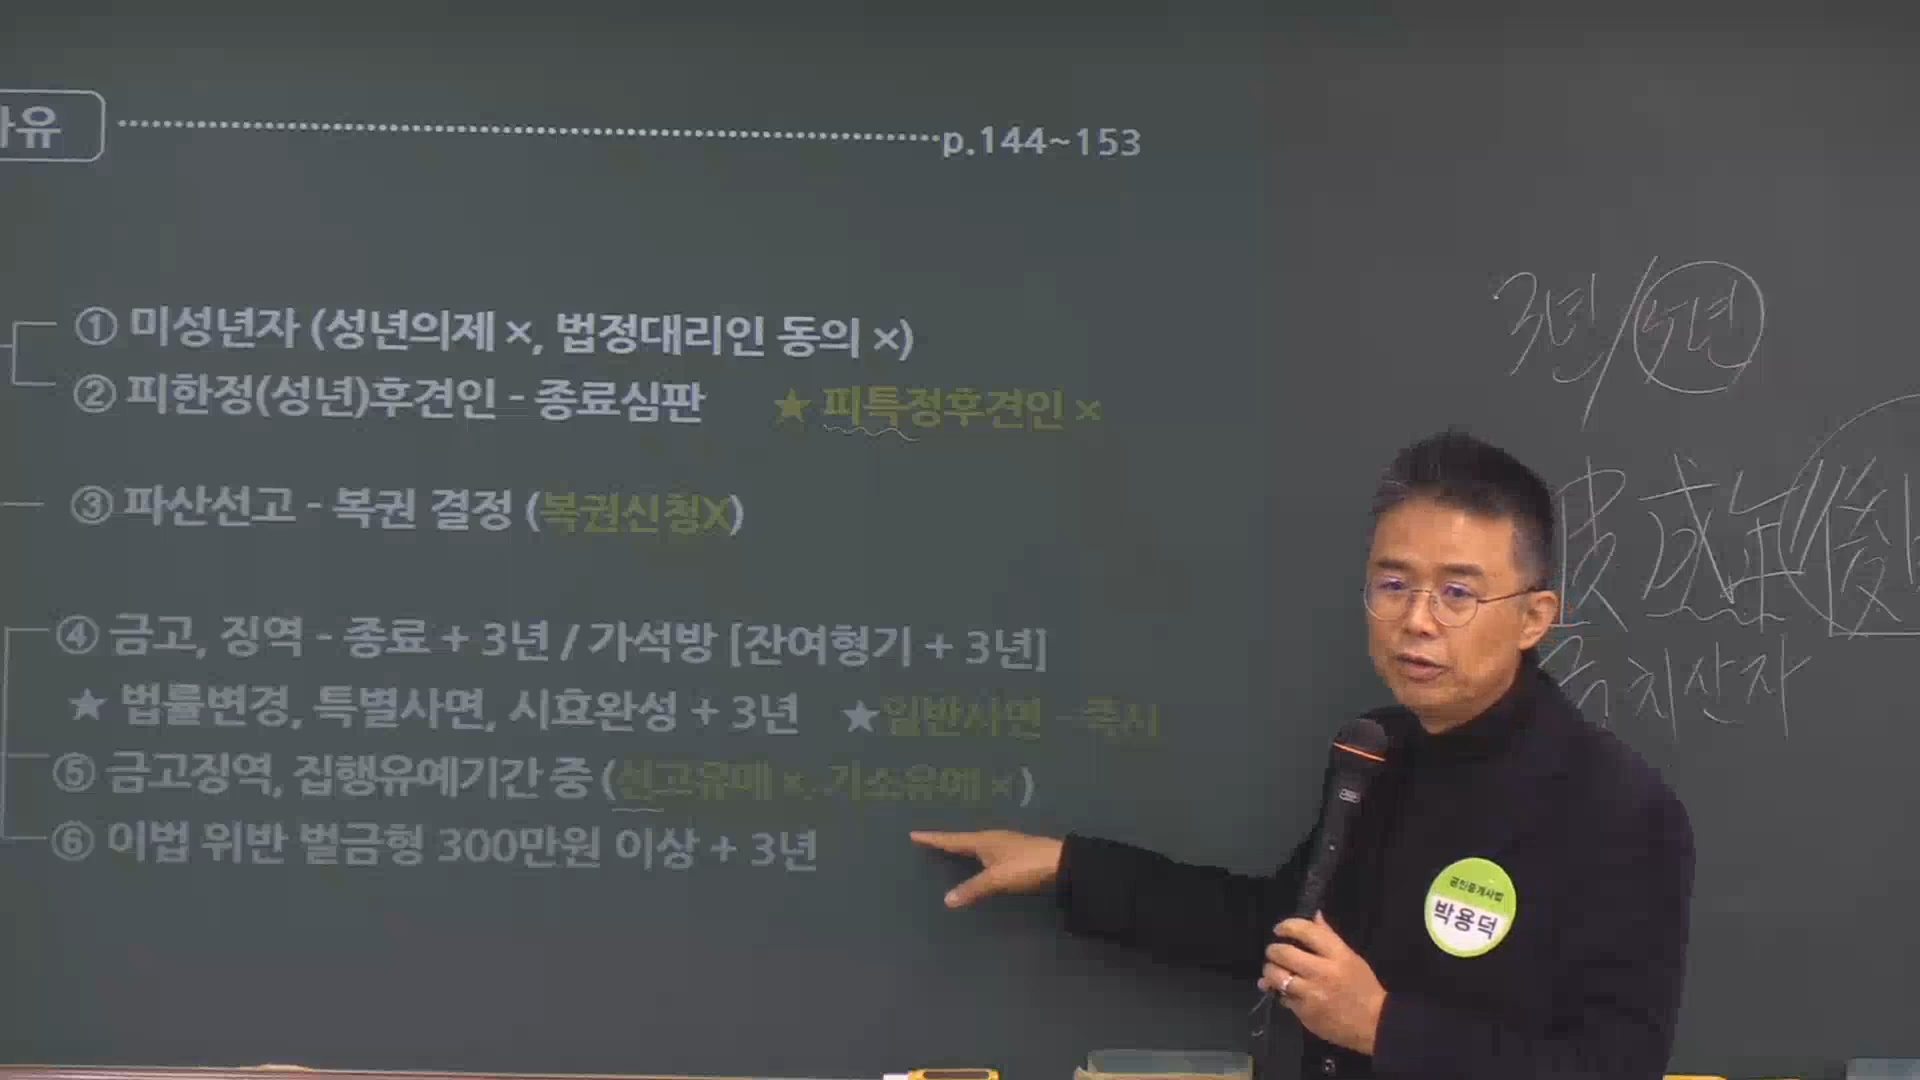 사유
p.144~153
① 미성년자 (성년의제 ×, 법정대리인 동의 ×)
② 피한정(성년)후견인 - 종료심판 ★ 피특정후견인 ×
③ 파산선고 - 복권 결정 (복권신청X)
④ 금고, 징역 - 종료 + 3년 / 가석방 [잔여형기 + 3년]
★ 법률변경, 특별사면, 시효완성 + 3년 ★일반사면 - 즉시
⑤ 금고징역, 집행유예기간 중 (선고유예 ×, 기소유예 ×)
⑥ 이법 위반 벌금형 300만원 이상 + 3년
3년/5년
成年後
치산자
공인중개사법
박용덕